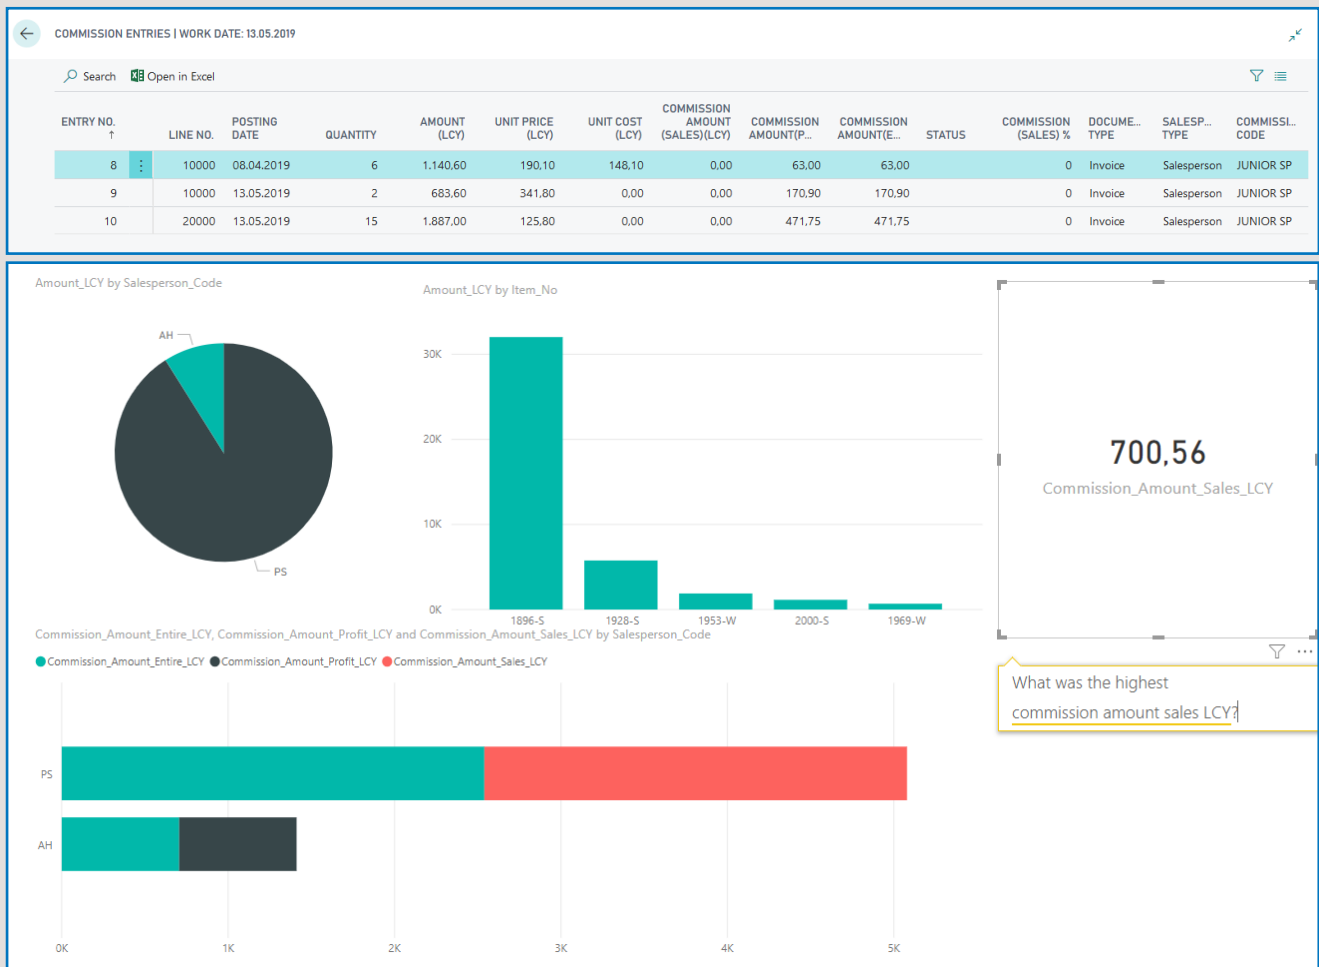 COMMISSION ENTRIES | WORK DATE: 13.05.2019
Search Open in Excel
ENTRY NO. ↑ LINE NO. POSTING DATE QUANTITY AMOUNT (LCY) UNIT PRICE (LCY) UNIT COST (LCY) COMMISSION AMOUNT (SALES)(LCY) COMMISSION AMOUNT(P... COMMISSION AMOUNT(E... STATUS COMMISSION (SALES) % DOCUME... TYPE SALESP... TYPE COMMISSI... CODE
8 10000 08.04.2019 6 1.140,60 190,10 148,10 0,00 63,00 63,00 0 Invoice Salesperson JUNIOR SP
9 10000 13.05.2019 2 683,60 341,80 0,00 0,00 170,90 170,90 0 Invoice Salesperson JUNIOR SP
10 20000 13.05.2019 15 1.887,00 125,80 0,00 0,00 471,75 471,75 0 Invoice Salesperson JUNIOR SP
Amount_LCY by Salesperson_Code
AH
PS
Amount_LCY by Item_No
30K
20K
10K
0K
1896-S 1928-S 1953-W 2000-S 1969-W
700,56
Commission_Amount_Sales_LCY
What was the highest
commission amount sales LCY?
Commission_Amount_Entire_LCY, Commission_Amount_Profit_LCY and Commission_Amount_Sales_LCY by Salesperson_Code
Commission_Amount_Entire_LCY Commission_Amount_Profit_LCY Commission_Amount_Sales_LCY
PS
AH
0K 1K 2K 3K 4K 5K